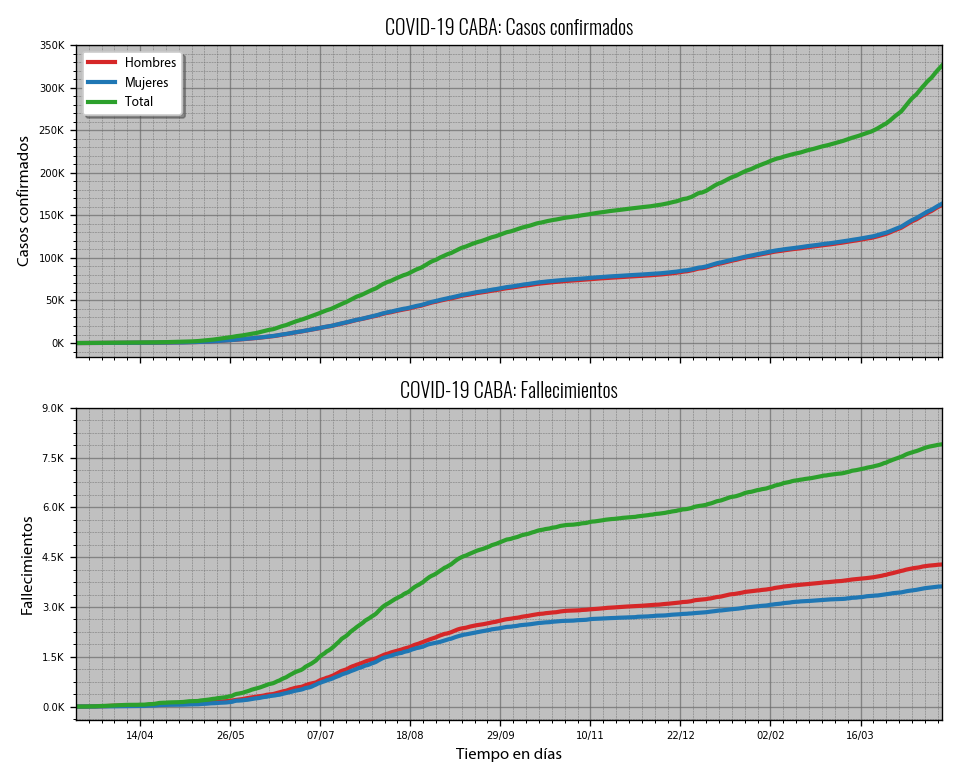 COVID-19 CABA: Casos confirmados
350K
300K
250K
200K
150K
100K
50K
0K
Casos confirmados
Hombres
Mujeres
Total
COVID-19 CABA: Fallecimientos
9.0K
7.5K
6.0K
4.5K
3.0K
1.5K
0.0K
Fallecimientos
14/04 26/05 07/07 18/08 29/09 10/11 22/12 02/02 16/03
Tiempo en días